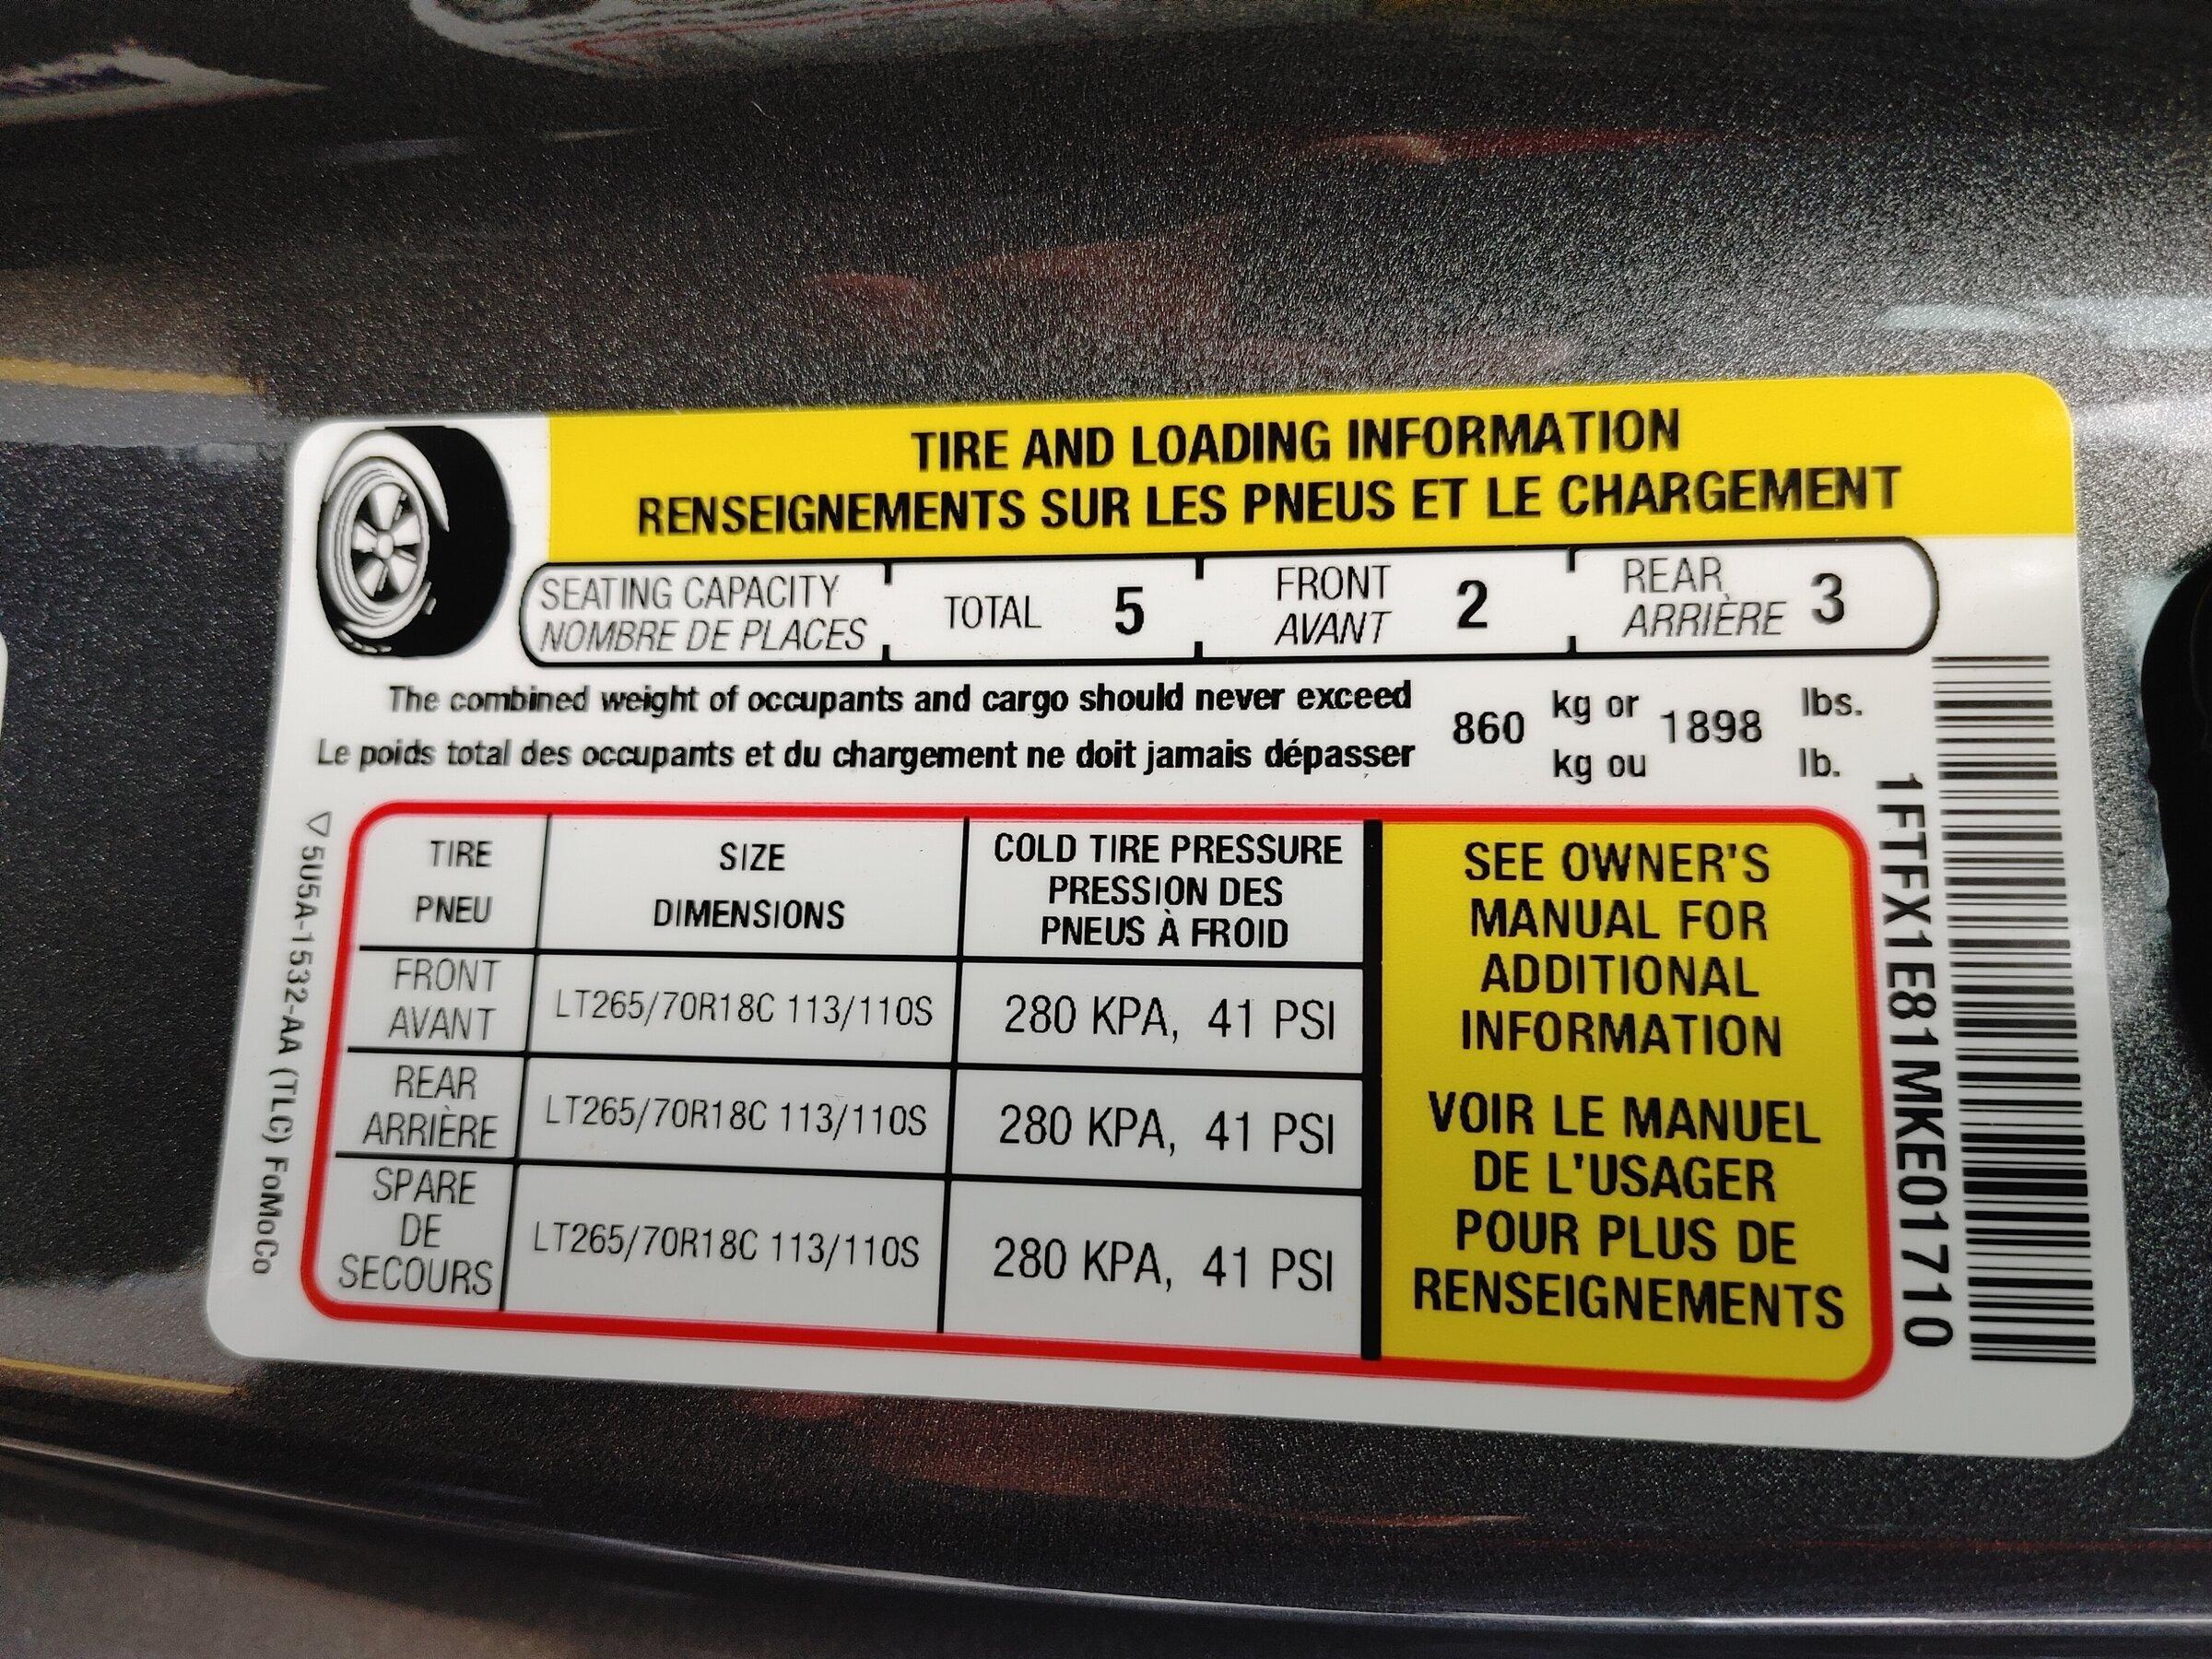 TIRE AND LOADING INFORMATION
RENSEIGNEMENTS SUR LES PNEUS ET LE CHARGEMENT
SEATING CAPACITY
NOMBRE DE PLACES
TOTAL 5
FRONT
AVANT
2
REAR
ARRIÈRE
3
The combined weight of occupants and cargo should never exceed
Le poids total des occupants et du chargement ne doit jamais dépasser
860
kg or
kg ou
1898
lbs.
lb.
TIRE
PNEU
SIZE
DIMENSIONS
COLD TIRE PRESSURE
PRESSION DES
PNEUS À FROID
FRONT
AVANT
LT265/70R18C 113/110S
280 KPA, 41 PSI
REAR
ARRIÈRE
LT265/70R18C 113/110S
280 KPA, 41 PSI
SPARE
DE
SECOURS
LT265/70R18C 113/110S
280 KPA, 41 PSI
SEE OWNER'S
MANUAL FOR
ADDITIONAL
INFORMATION
VOIR LE MANUEL
DE L'USAGER
POUR PLUS DE
RENSEIGNEMENTS
1FTFX1E81MKE01710
5U5A-1532-AA (TLC) FoMoCo